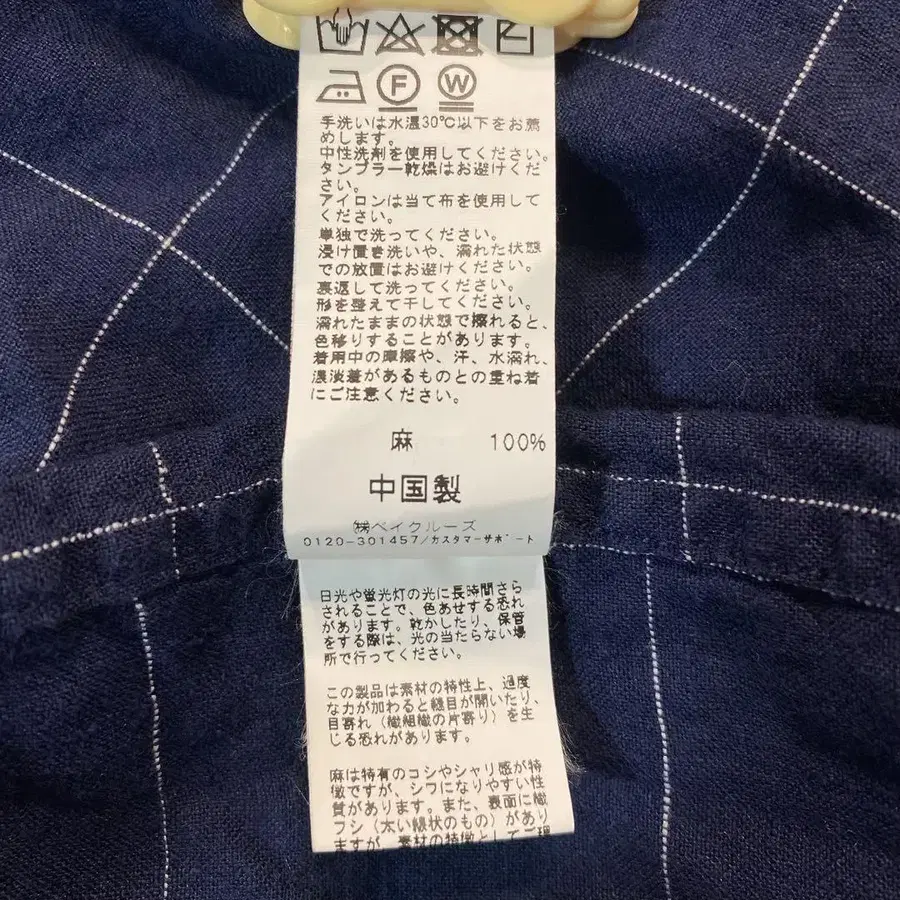 F W
手洗いは水温30℃以下をお薦
めします。
中性洗剤を使用してください。
タンブラー乾燥はお避けくだ
さい。
アイロンは当て布を使用して
ください。
単独で洗ってください。
浸け置き洗いや、濡れた状態
での放置はお避けください。
裏返して洗ってください。
形を整えて干してください。
濡れたままの状態で擦れると、
色移りすることがあります。
着用中の摩擦や、汗、水濡れ、
濃淡着があるものとの重ね着
にご注意ください。
麻 100%
中国製
㈱ベイクルーズ
0120-301457/カスタマーサポート
日光や蛍光灯の光に長時間さら
されることで、色あせする恐れ
があります。乾かしたり、保管
をする際は、光の当たらない場
所で行ってください。
この製品は素材の特性上、過度
な力が加わると縫目が開いたり、
目寄れ(織組織の片寄り)を生
じる恐れがあります。
麻は特有のコシやシャリ感が特
徴ですが、シワになりやすい性
質があります。また、表面に繊
フシ(太い線状のもの)があり
ますが、素材の特徴としてご理